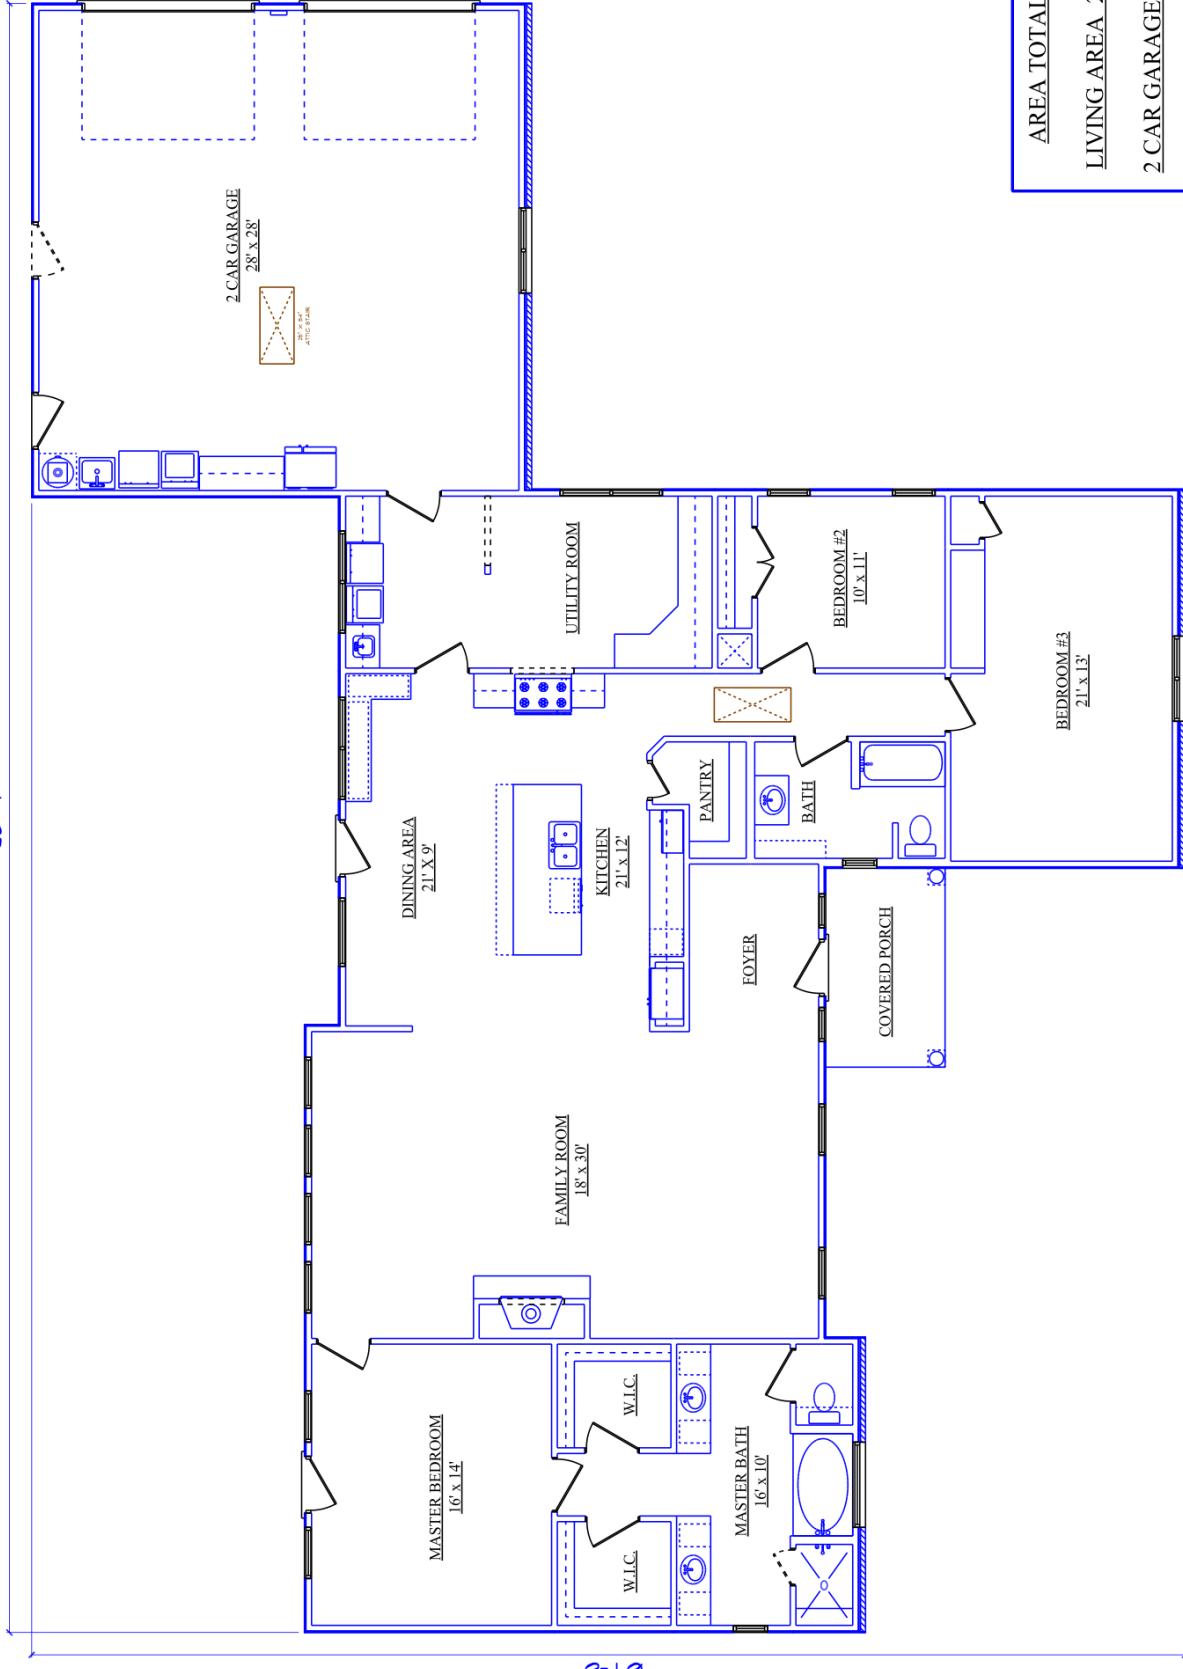 AREA TOTAL
LIVING AREA
2 CAR GARAGE
2 CAR GARAGE
28' x 28'
ATTIC STAIR
UTILITY ROOM
BEDROOM #2
10' x 11'
BEDROOM #3
21' x 13'
DINING AREA
21' X 9'
KITCHEN
21' x 12'
PANTRY
BATH
FOYER
COVERED PORCH
FAMILY ROOM
18' x 30'
MASTER BEDROOM
16' x 14'
W.I.C.
W.I.C.
MASTER BATH
16' x 10'